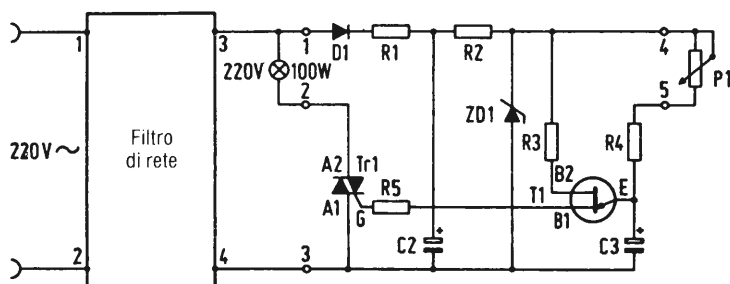 1
3
1
D1
R1
R2
4
220V
100W
2
5
P1
ZD1
Filtro
di rete
220V ~
R3
R4
A2
Tr1
B2
R5
T1
E
A1
G
B1
C2
+
C3
+
2
4
3